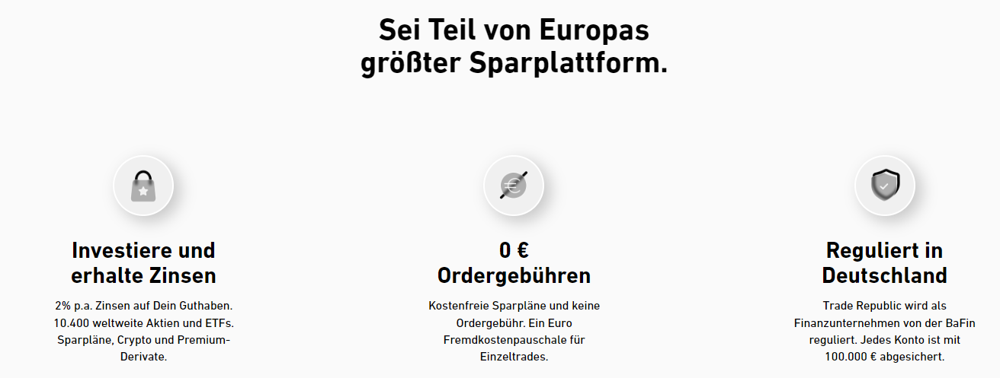 Sei Teil von Europas
größter Sparplattform.
Investiere und
erhalte Zinsen
2% p.a. Zinsen auf Dein Guthaben.
10.400 weltweite Aktien und ETFs.
Sparpläne, Crypto und Premium-
Derivate.
0 €
Ordergebühren
Kostenfreie Sparpläne und keine
Ordergebühr. Ein Euro
Fremdkostenpauschale für
Einzeltrades.
Reguliert in
Deutschland
Trade Republic wird als
Finanzunternehmen von der BaFin
reguliert. Jedes Konto ist mit
100.000 € abgesichert.